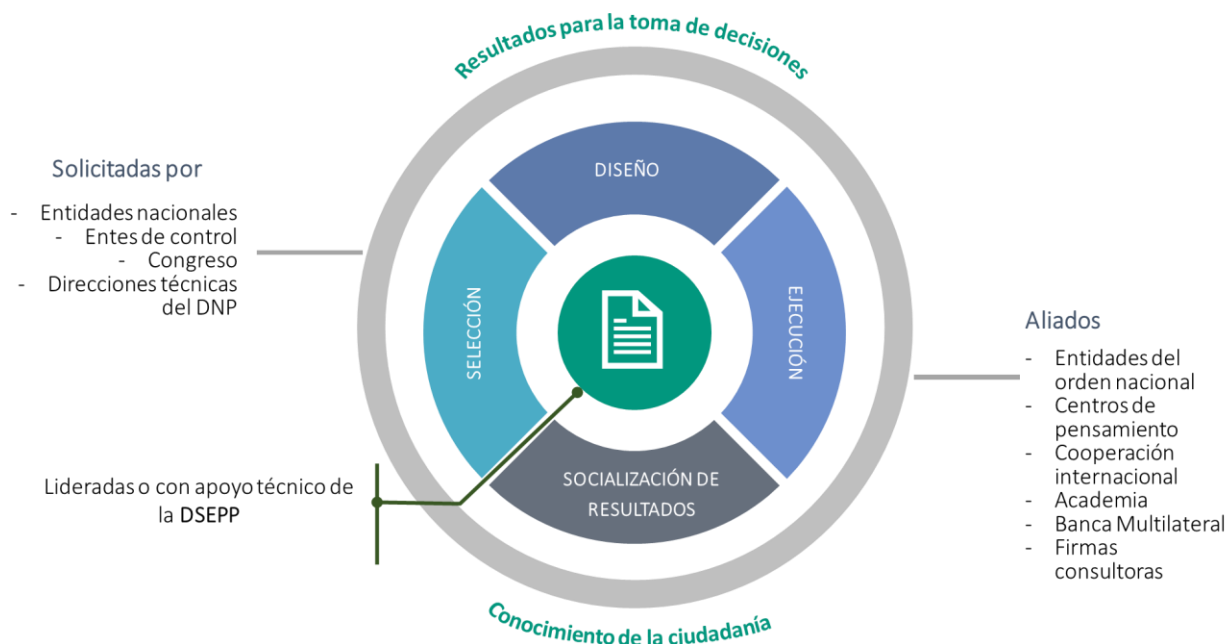 Resultados para la toma de decisiones
Solicitadas por
- Entidades nacionales
- Entes de control
- Congreso
- Direcciones técnicas
del DNP
DISEÑO
SELECCIÓN
EJECUCIÓN
SOCIALIZACIÓN DE
RESULTADOS
Lideradas o con apoyo técnico de
la DSEPP
Aliados
- Entidades del
orden nacional
- Centros de
pensamiento
- Cooperación
internacional
- Academia
- Banca Multilateral
- Firmas
consultoras
Conocimiento de la ciudadanía